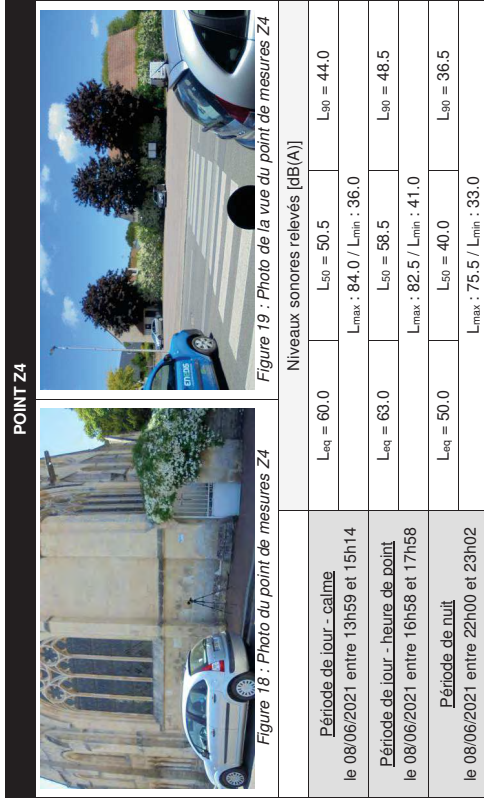 POINT Z4
Figure 18 : Photo du point de mesures Z4
Figure 19 : Photo de la vue du point de mesures Z4
Niveaux sonores relevés [dB(A)]
Période de jour - calme
le 08/06/2021 entre 13h59 et 15h14
Leq = 60.0
L50 = 50.5
L90 = 44.0
Lmax : 84.0 / Lmin : 36.0
Période de jour - heure de point
le 08/06/2021 entre 16h58 et 17h58
Leq = 63.0
L50 = 58.5
L90 = 48.5
Lmax : 82.5 / Lmin : 41.0
Période de nuit
le 08/06/2021 entre 22h00 et 23h02
Leq = 50.0
L50 = 40.0
L90 = 36.5
Lmax : 75.5 / Lmin : 33.0